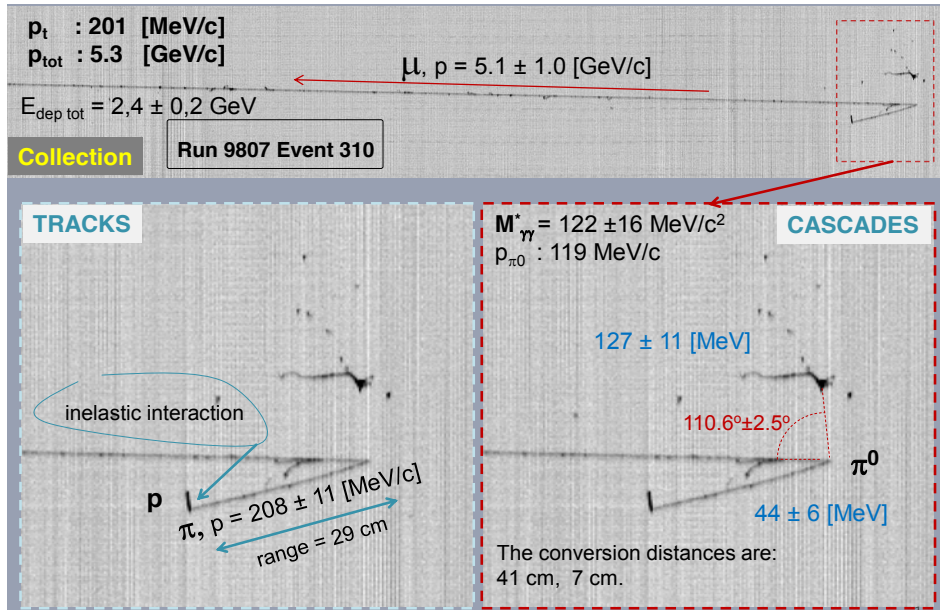 pt : 201 [MeV/c]
ptot : 5.3 [GeV/c]
μ, p = 5.1 ± 1.0 [GeV/c]
Edep tot = 2,4 ± 0,2 GeV
Collection
Run 9807 Event 310
TRACKS
inelastic interaction
p
π, p = 208 ± 11 [MeV/c]
range = 29 cm
M*γγ = 122 ±16 MeV/c²
CASCADES
pπ0 : 119 MeV/c
127 ± 11 [MeV]
110.6º±2.5º
π⁰
44 ± 6 [MeV]
The conversion distances are:
41 cm, 7 cm.